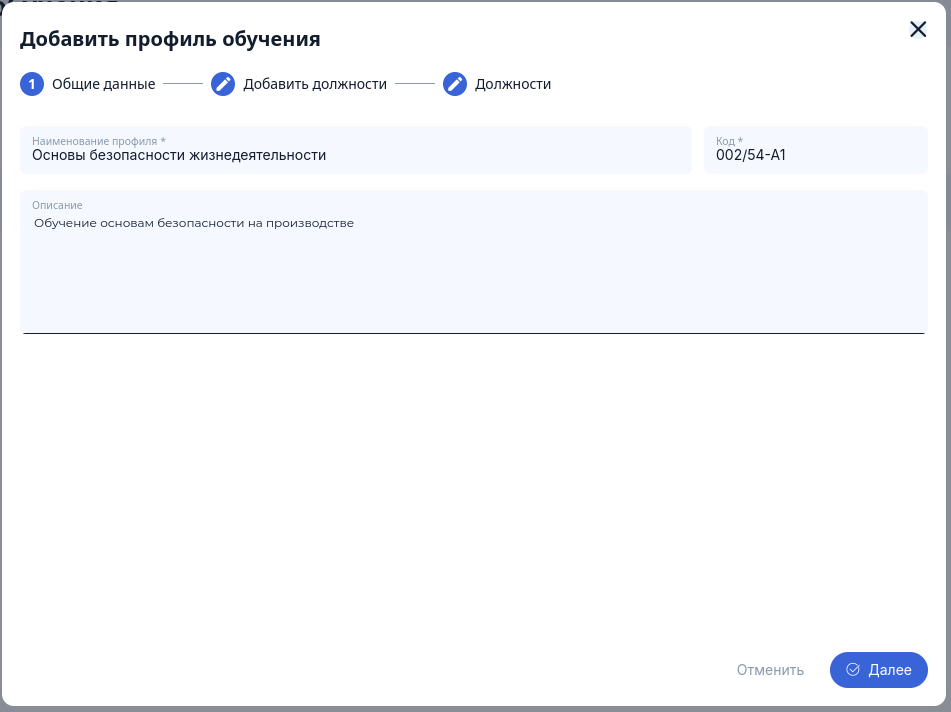 Добавить профиль обучения
1 Общие данные Добавить должности Должности
Наименование профиля * Код *
Основы безопасности жизнедеятельности 002/54-A1
Описание
Обучение основам безопасности на производстве
Отменить Далее